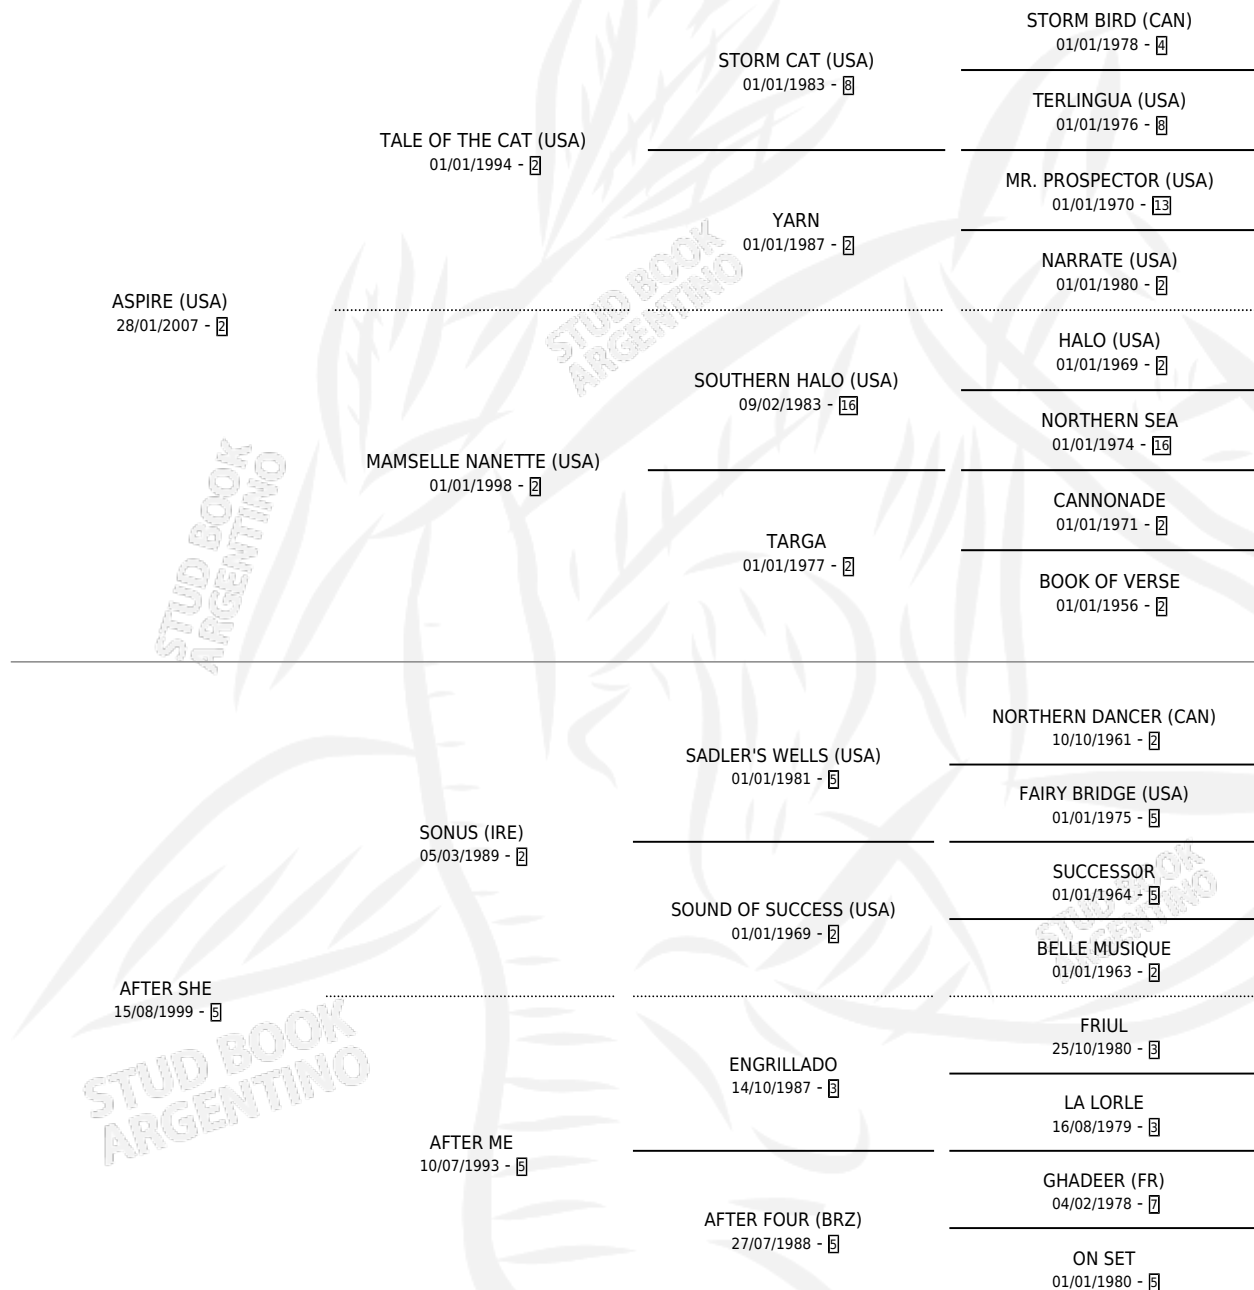 STORM BIRD (CAN)
01/01/1978 - 4
STORM CAT (USA)
01/01/1983 - 8
TERLINGUA (USA)
01/01/1976 - 8
TALE OF THE CAT (USA)
01/01/1994 - 2
MR. PROSPECTOR (USA)
01/01/1970 - 13
YARN
01/01/1987 - 2
NARRATE (USA)
01/01/1980 - 2
ASPIRE (USA)
28/01/2007 - 2
HALO (USA)
01/01/1969 - 2
SOUTHERN HALO (USA)
09/02/1983 - 16
NORTHERN SEA
01/01/1974 - 16
MAMSELLE NANETTE (USA)
01/01/1998 - 2
CANNONADE
01/01/1971 - 2
TARGA
01/01/1977 - 2
BOOK OF VERSE
01/01/1956 - 2
STUD BOOK
ARGENTINO
STUD BOOK
ARGENTINO
NORTHERN DANCER (CAN)
10/10/1961 - 2
SADLER'S WELLS (USA)
01/01/1981 - 5
FAIRY BRIDGE (USA)
01/01/1975 - 5
SONUS (IRE)
05/03/1989 - 2
SUCCESSOR
01/01/1964 - 5
SOUND OF SUCCESS (USA)
01/01/1969 - 2
BELLE MUSIQUE
01/01/1963 - 2
AFTER SHE
15/08/1999 - 5
FRIUL
25/10/1980 - 3
ENGRILLADO
14/10/1987 - 3
LA LORLE
16/08/1979 - 3
AFTER ME
10/07/1993 - 5
GHADEER (FR)
04/02/1978 - 7
AFTER FOUR (BRZ)
27/07/1988 - 5
ON SET
01/01/1980 - 5
STUD BOOK
ARGENTINO
STUD BOOK
ARGENTINO